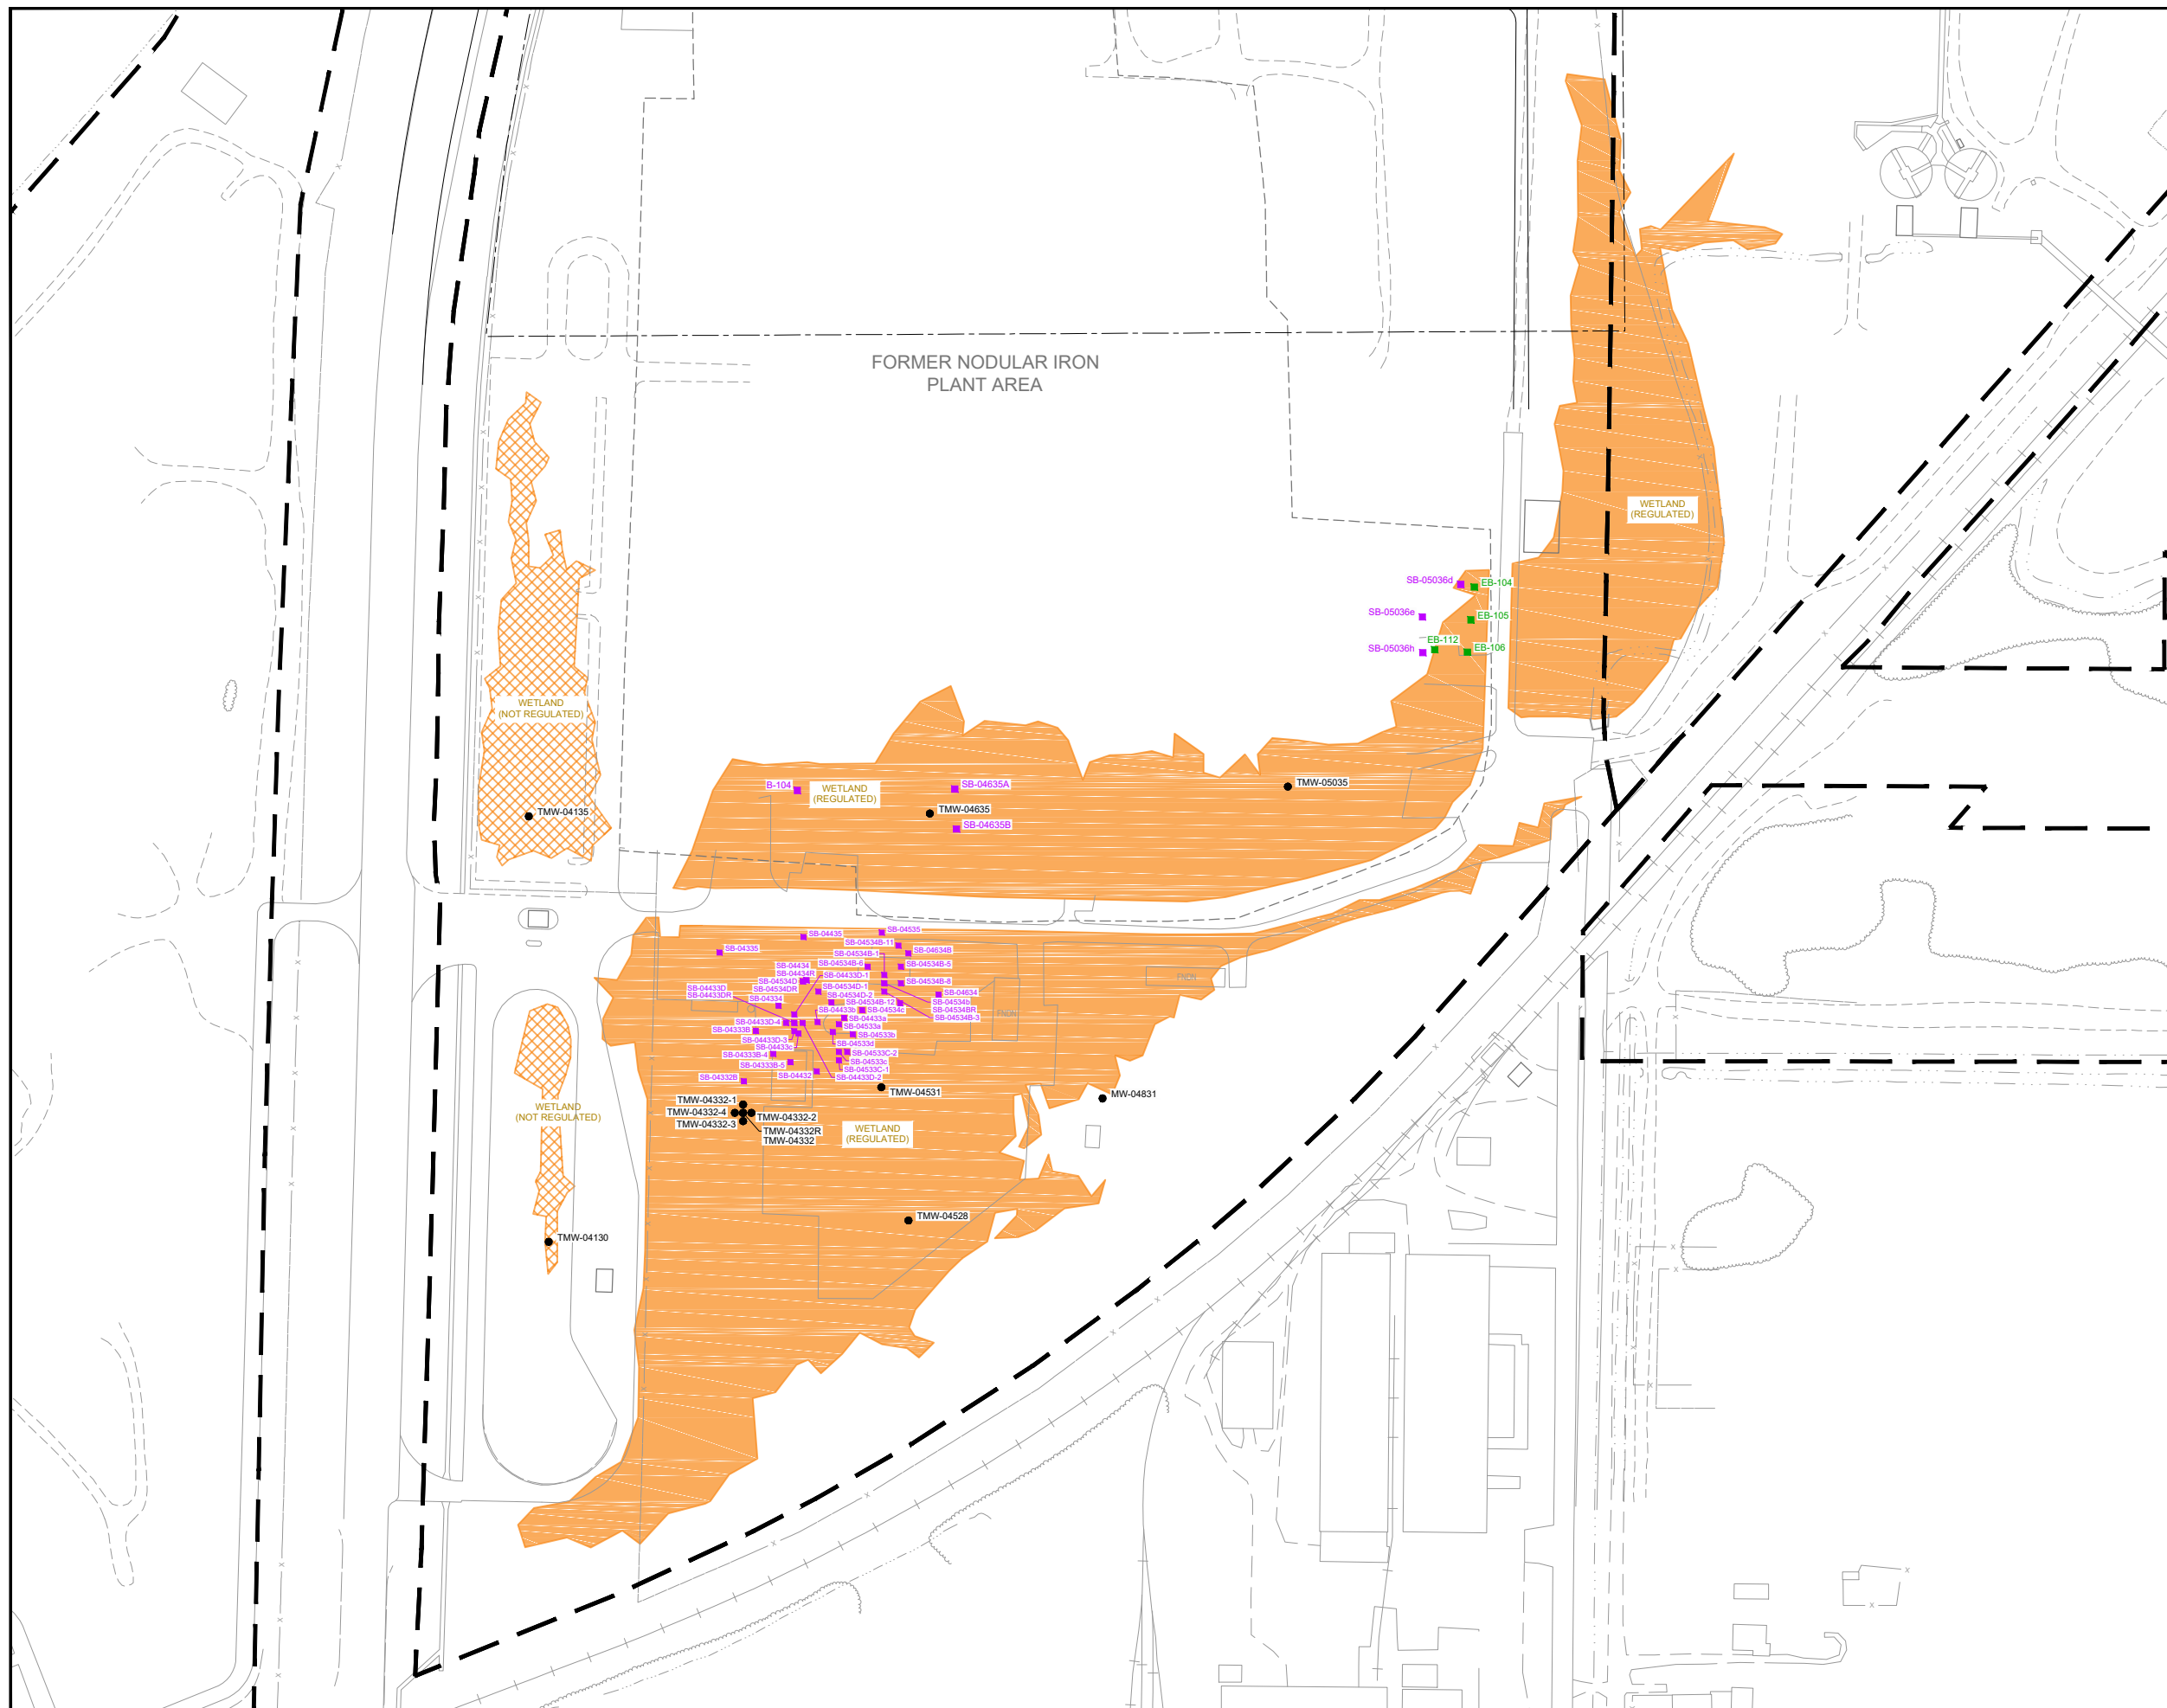 FORMER NODULAR IRON
PLANT AREA
WETLAND
(REGULATED)
SB-05036d
EB-104
SB-05036e
EB-105
EB-112
SB-05036h
EB-106
WETLAND
(NOT REGULATED)
B-104
WETLAND
(REGULATED)
SB-04635A
TMW-05035
TMW-04135
TMW-04635
SB-04635B
SB-04535
SB-04435
SB-04534B-11
SB-04335
SB-04534B-1
SB-04634B
SB-04534B-6
SB-04534B-5
SB-04434
SB-04434R
SB-04433D-1
SB-04534D
SB-04534DR
SB-04534D-1
SB-04534B-8
SB-04433D
SB-04433DR
SB-04534D-2
SB-04634
SB-04334
SB-04534B-12
SB-04534b
SB-04534BR
SB-04433b
SB-04534c
SB-04534B-3
SB-04433a
SB-04433D-4
SB-04533a
SB-04333B
SB-04533b
SB-04433D-3
SB-04533d
SB-04433c
SB-04333B-4
SB-04533C-2
SB-04533c
SB-04333B-5
SB-04533C-1
SB-04432
SB-04433D-2
SB-04332B
FNDN
FNDN
TMW-04531
MW-04831
TMW-04332-1
TMW-04332-4
TMW-04332-2
TMW-04332-3
TMW-04332R
TMW-04332
WETLAND
(NOT REGULATED)
WETLAND
(REGULATED)
TMW-04528
TMW-04130